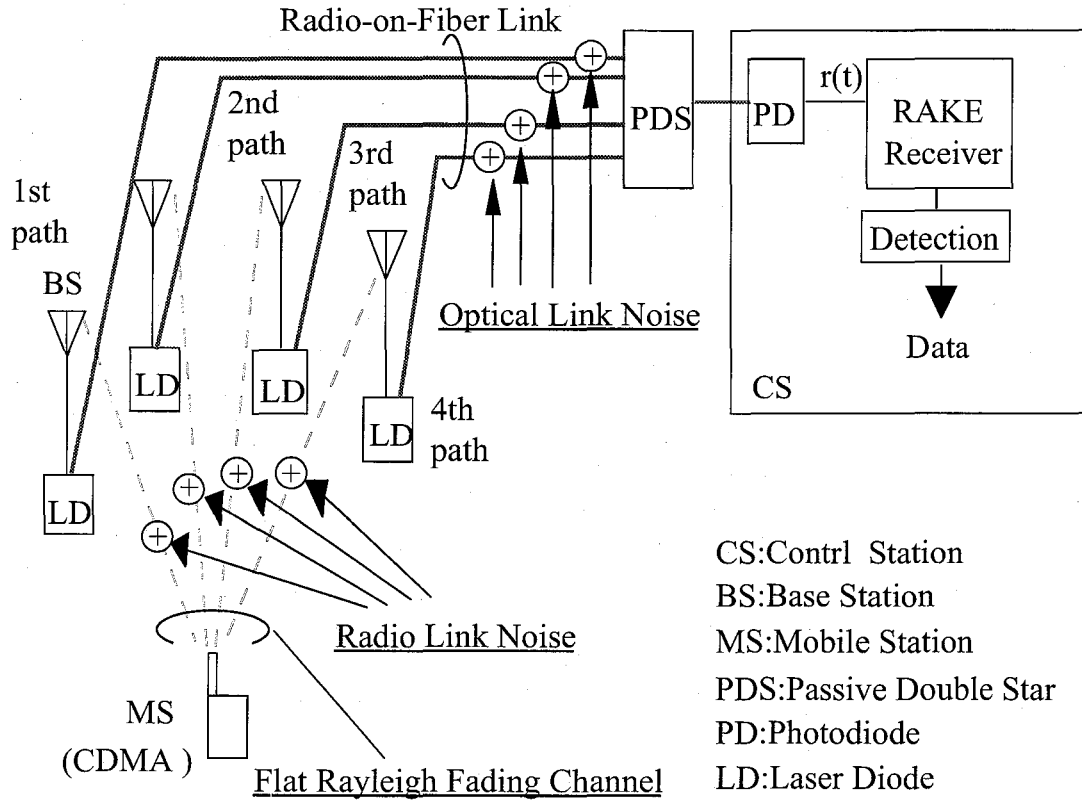 Radio-on-Fiber Link
2nd
path
3rd
path
1st
path
BS
LD
LD
LD
LD
4th
path
PDS
PD
r(t)
RAKE
Receiver
Detection
Data
CS
Optical Link Noise
Radio Link Noise
MS
(CDMA )
Flat Rayleigh Fading Channel
CS:Contrl Station
BS:Base Station
MS:Mobile Station
PDS:Passive Double Star
PD:Photodiode
LD:Laser Diode